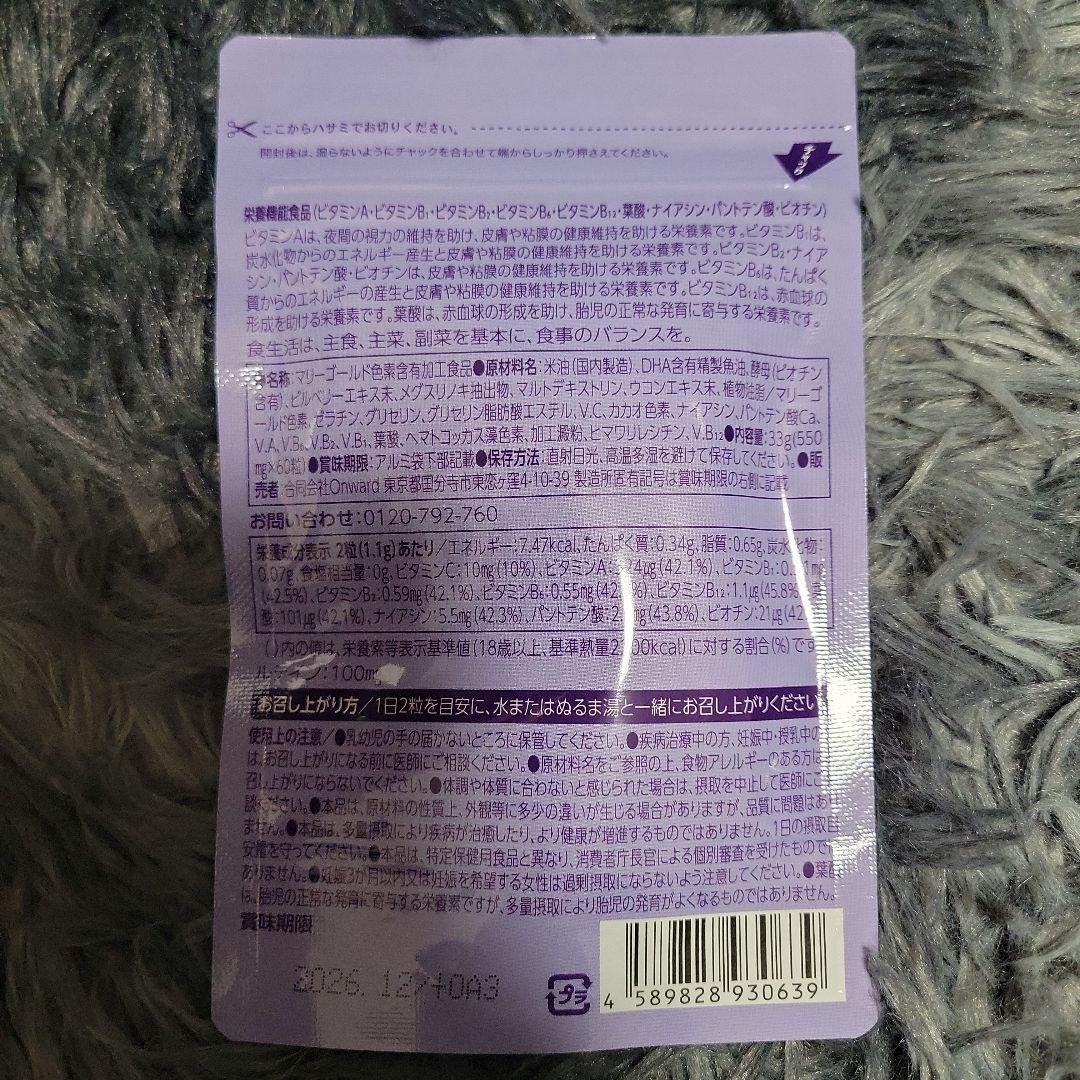 ここからハサミでお切りください。
開封後は、湿らないようにチャックを合わせて端からしっかり押さえてください。
チャック
栄養機能食品(ビタミンA・ビタミンB₁・ビタミンB₂・ビタミンB₆・ビタミンB₁₂・葉酸・ナイアシン・パントテン酸・ビオチン)
ビタミンAは、夜間の視力の維持を助け、皮膚や粘膜の健康維持を助ける栄養素です。ビタミンB₁は、
炭水化物からのエネルギー産生と皮膚や粘膜の健康維持を助ける栄養素です。ビタミンB₂・ナイア
シン・パントテン酸・ビオチンは、皮膚や粘膜の健康維持を助ける栄養素です。ビタミンB₆は、たんぱく
質からのエネルギーの産生と皮膚や粘膜の健康維持を助ける栄養素です。ビタミンB₁₂は、赤血球の
形成を助ける栄養素です。葉酸は、赤血球の形成を助け、胎児の正常な発育に寄与する栄養素です。
食生活は、主食、主菜、副菜を基本に、食事のバランスを。
●名称:マリーゴールド色素含有加工食品●原材料名:米油(国内製造)、DHA含有精製魚油、酵母(ビオチン
含有)、ビルベリーエキス末、メグスリノキ抽出物、マルトデキストリン、ウコンエキス末、植物油脂/マリーゴ
ールド色素、ゼラチン、グリセリン、グリセリン脂肪酸エステル、V.C、カカオ色素、ナイアシン、パントテン酸Ca、
V.A、V.B₆、V.B₂、V.B₁、葉酸、ヘマトコッカス藻色素、加工澱粉、ヒマワリレシチン、V.B₁₂●内容量:33g(550
mg×60粒)●賞味期限:アルミ袋下部記載●保存方法:直射日光、高温多湿を避けて保存してください。●販
売者:合同会社Onward 東京都国分寺市東恋ヶ窪4-10-39 製造所固有記号は賞味期限の右側に記載
お問い合わせ:0120-792-760
栄養成分表示 2粒(1.1g)あたり/エネルギー:7.47kcal、たんぱく質:0.34g、脂質:0.65g、炭水化物:
0.07g、食塩相当量:0g、ビタミンC:10mg(10%)、ビタミンA: 24μg(42.1%)、ビタミンB₁:0. 1mg
(42.5%)、ビタミンB₂:0.59mg(42.1%)、ビタミンB₆:0.55mg(42. %)、ビタミンB₁₂:1.1μg(45.8%)、葉
酸:101μg(42.1%)、ナイアシン:5.5mg(42.3%)、パントテン酸:2. mg(43.8%)、ビオチン:21μg(42
( )内の値は、栄養素等表示基準値(18歳以上、基準熱量2, 00kcal)に対する割合(%)です
ルテイン:100mg
お召し上がり方/1日2粒を目安に、水またはぬるま湯と一緒にお召し上がりください
使用上の注意/●乳幼児の手の届かないところに保管してください。●疾病治療中の方、妊娠中・授乳中の
は、お召し上がりになる前に医師にご相談ください。●原材料名をご参照の上、食物アレルギーのある方は
召し上がりにならないでください。●体調や体質に合わないと感じられた場合は、摂取を中止して医師にご
談ください。●本品は、原材料の性質上、外観等に多少の違いが生じる場合がありますが、品質に問題はあり
ません。●本品は、多量摂取により疾病が治癒したり、より健康が増進するものではありません。1日の摂取目
安量を守ってください。●本品は、特定保健用食品と異なり、消費者庁長官による個別審査を受けたもので
ありません。●妊娠3か月以内又は妊娠を希望する女性は過剰摂取にならないよう注意してください。●葉酸
は、胎児の正常な発育に寄与する栄養素ですが、多量摂取により胎児の発育がよくなるものではありません。
賞味期限
2026.12/+0A3
プラ
4 589828 930639